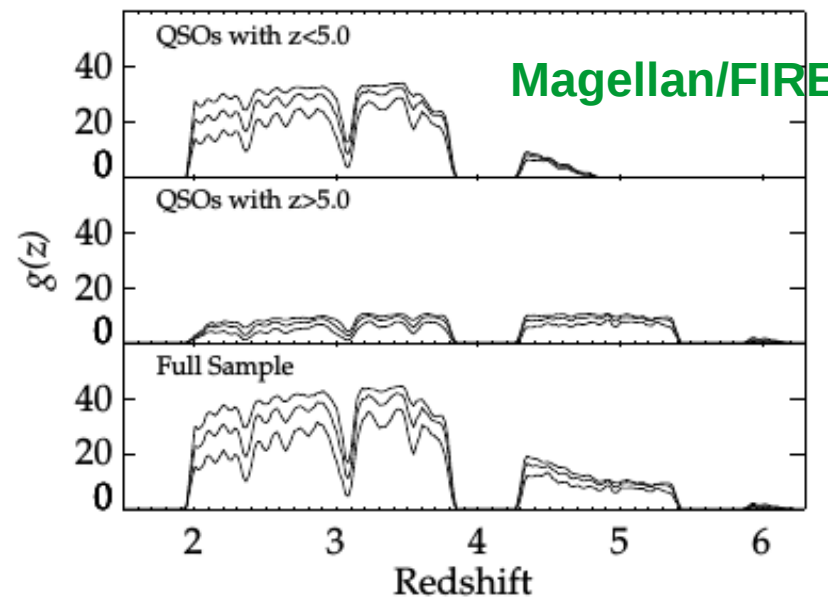 QSOs with z<5.0
Magellan/FIRE
40
20
0
QSOs with z>5.0
40
20
0
g(z)
Full Sample
40
20
0
2 3 4 5 6
Redshift